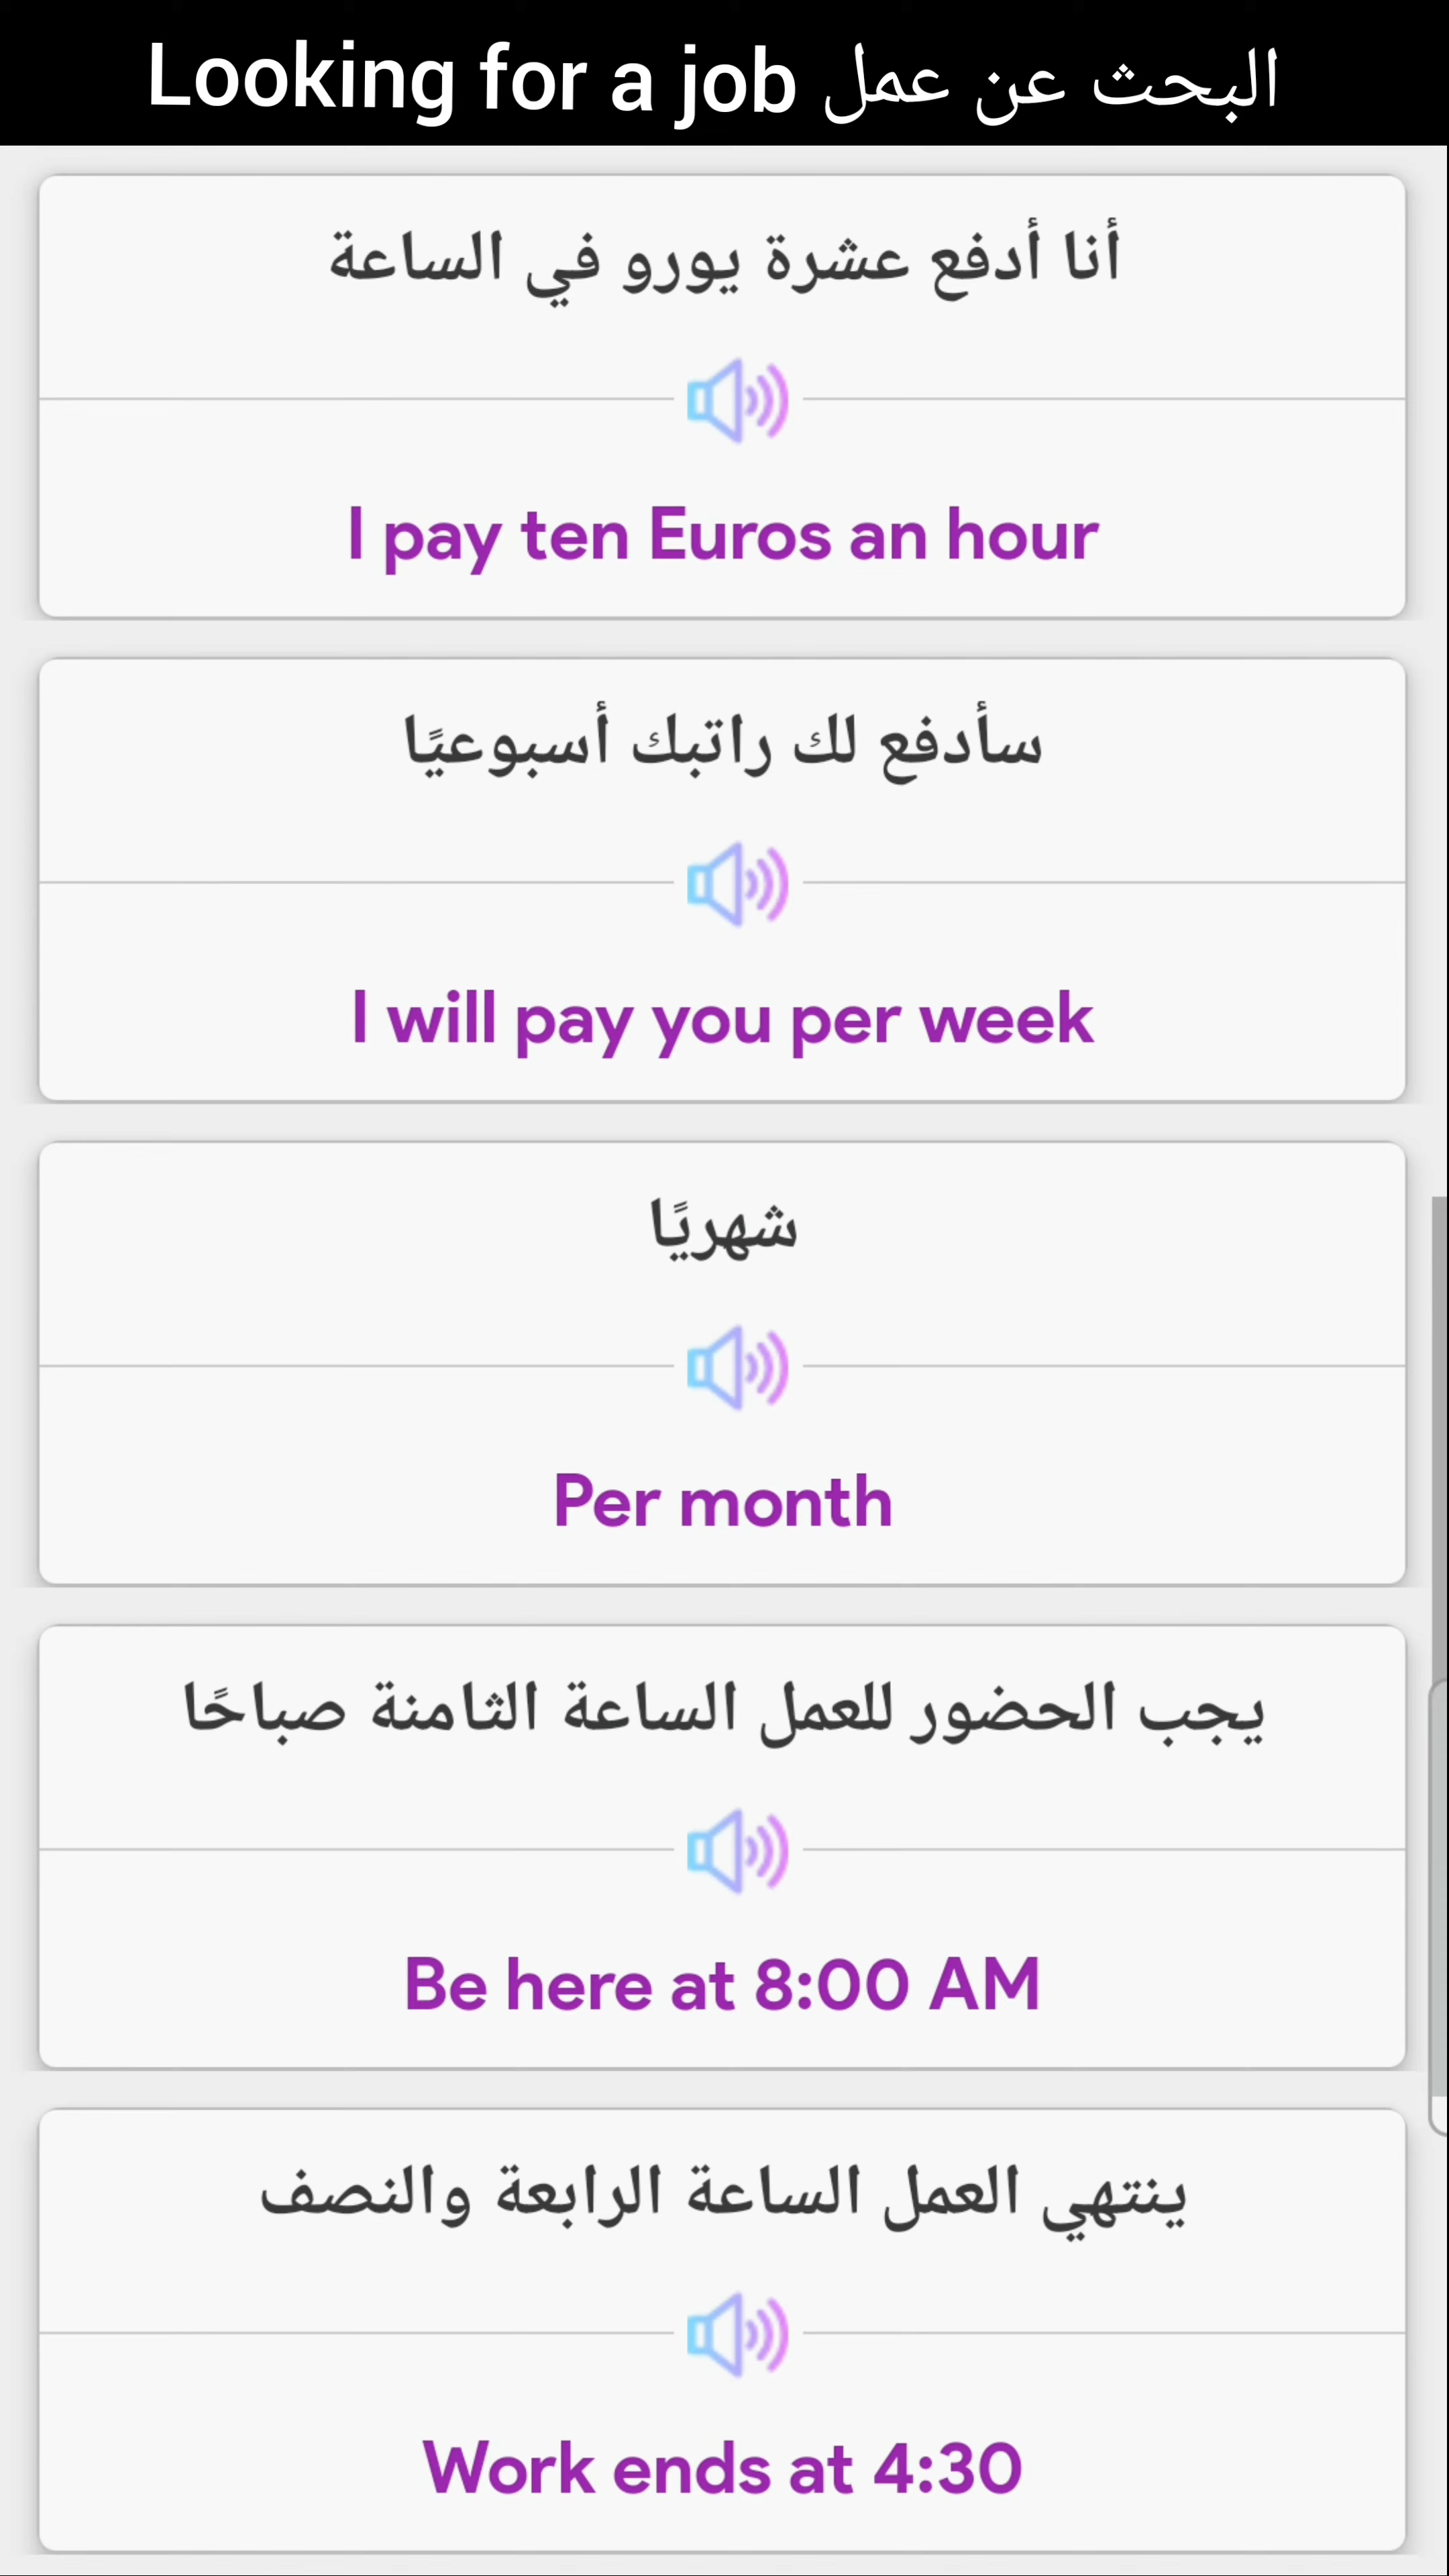 Looking for a job البحث عن عمل
أنا أدفع عشرة يورو في الساعة
I pay ten Euros an hour
سأدفع لك راتبك أسبوعيًا
I will pay you per week
شهريًا
Per month
يجب الحضور للعمل الساعة الثامنة صباحًا
Be here at 8:00 AM
ينتهي العمل الساعة الرابعة والنصف
Work ends at 4:30